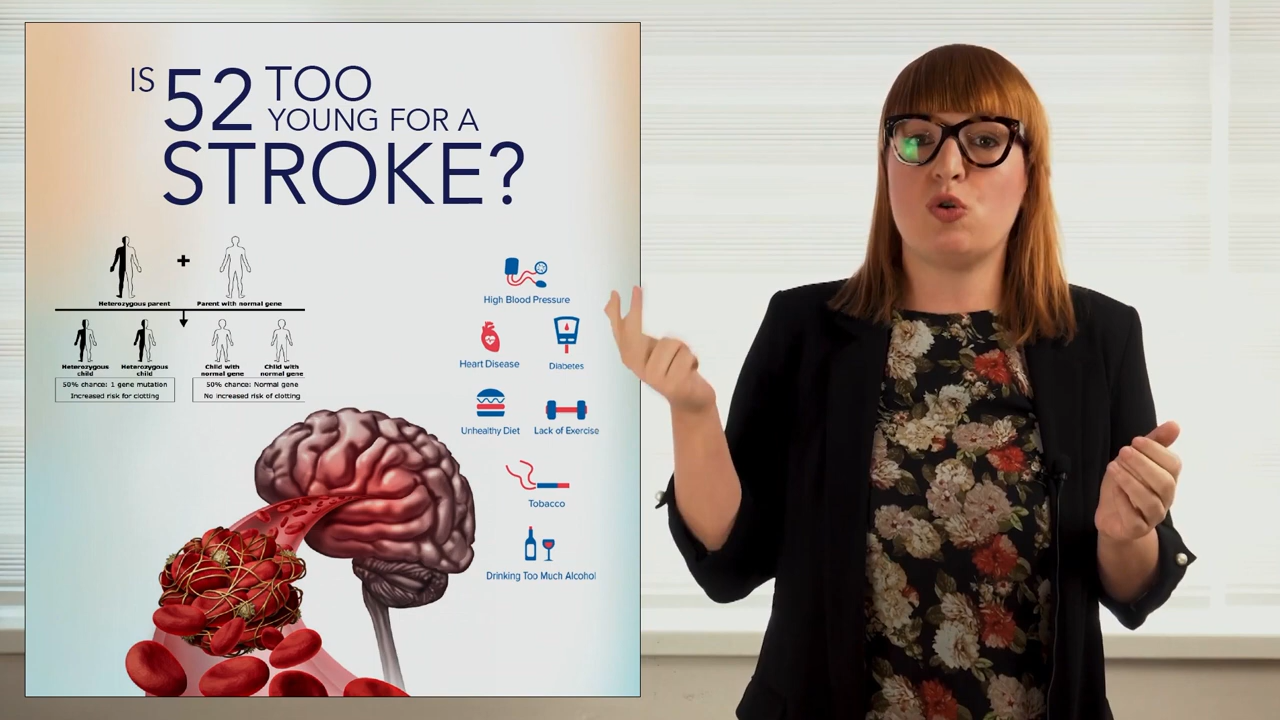 IS 52 TOO
YOUNG FOR A
STROKE?
+
Heterozygous parent
Parent with normal gene
Heterozygous child
Heterozygous child
Child with normal gene
Child with normal gene
50% chance: 1 gene mutation
Increased risk for clotting
50% chance: Normal gene
No increased risk of clotting
High Blood Pressure
Heart Disease
Diabetes
Unhealthy Diet
Lack of Exercise
Tobacco
Drinking Too Much Alcohol